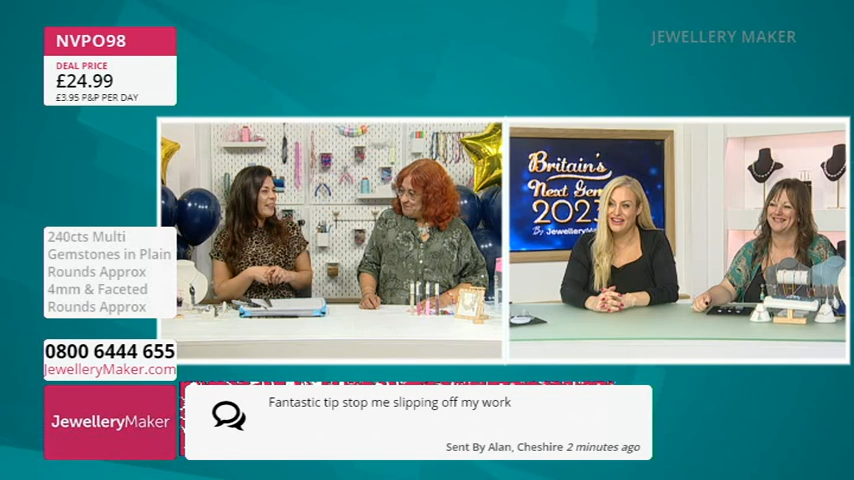 NVPO98
DEAL PRICE
£24.99
£3.95 P&P PER DAY
JEWELLERY MAKER
Britain's
Next Gem
2023
By JewelleryMaker
240cts Multi
Gemstones in Plain
Rounds Approx
4mm & Faceted
Rounds Approx
0800 6444 655
JewelleryMaker.com
JewelleryMaker
Fantastic tip stop me slipping off my work
Sent By Alan, Cheshire 2 minutes ago